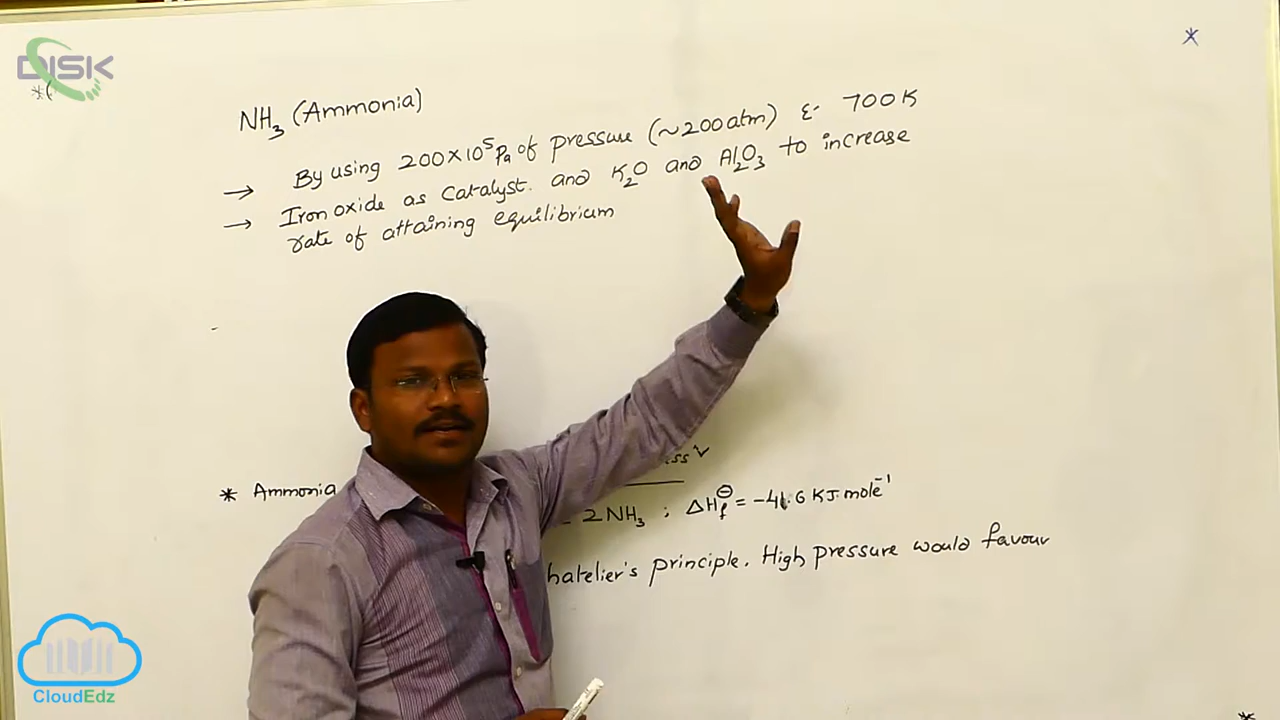 DISK
NH₃ (Ammonia)
→ By using 200×10⁵ Pa of pressure (~200 atm) & 700K
→ Iron oxide as catalyst. and K₂O and Al₂O₃ to increase
rate of attaining equilibrium
* Ammonia
2NH₃ ; ΔH_f^⊖ = -46.6 KJ.mole⁻¹
hatelier's principle. High pressure would favour
CloudEdz